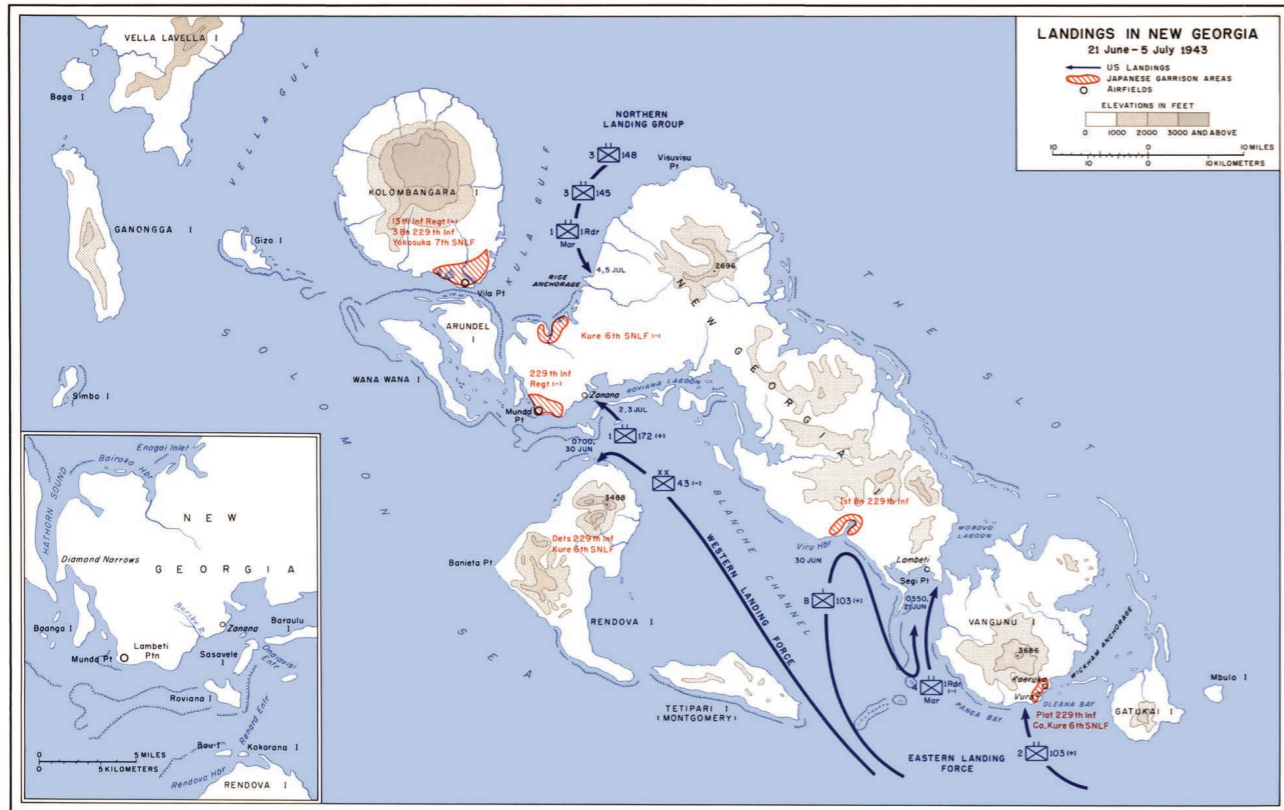 LANDINGS IN NEW GEORGIA
21 June–5 July 1943
US LANDINGS
JAPANESE GARRISON AREAS
AIRFIELDS
ELEVATIONS IN FEET
0 1000 2000 3000 AND ABOVE
10 0 10 MILES
10 0 10 KILOMETERS
VELLA LAVELLA I
Baga I
VELLA GULF
GANONGGA I
Gizo I
Simbo I
KOLOMBANGARA I
13th Inf Regt (-)
3 Bn 229th Inf
Yokosuka 7th SNLF
Vila Pt
KULA GULF
NORTHERN
LANDING GROUP
3 148
3 145
1 1Rdr
Mar
4,5 JUL
Visuvisu
Pt
RICE
ANCHORAGE
2696
NEW GEORGIA I
THE SLOT
ARUNDEL
I
WANA WANA I
Kure 6th SNLF (-)
229th Inf
Regt (-)
Munda
Pt
Zanana
ROVIANA LAGOON
2,3 JUL
1 172 (+)
0700,
30 JUN
XX
43 (-)
SOLOMON SEA
3488
Dets 229th Inf
Kure 6th SNLF
Banieta Pt
RENDOVA I
BLANCHE CHANNEL
WESTERN LANDING FORCE
1st Bn 229th Inf
Viru Hbr
30 JUN
B 103 (+)
MOROVO
LAGOON
Lambeti
Segi Pt
0550,
21 JUN
VANGUNU I
3686
Kaeruka
Vura
WICKHAM ANCHORAGE
OLEANA BAY
Plat 229th Inf
Co, Kure 6th SNLF
PANGA BAY
4 1Rdr
(-)
Mar
GATUKAI I
Mbulo I
TETIPARI I
(MONTGOMERY)
EASTERN LANDING
FORCE
2 103 (+)
Enogai Inlet
Bairoko Hbr
HATHORN SOUND
NEW
GEORGIA
Diamond Narrows
Baanga I
Munda Pt
Lambeti
Ptn
Barike R
Zanana
Baraulu
I
Sasavele
I
Onaiavisi
Entr
Roviana I
Renard Entr
Bau I
Kokorana I
Rendova Hbr
RENDOVA I
0 5 MILES
0 5 KILOMETERS